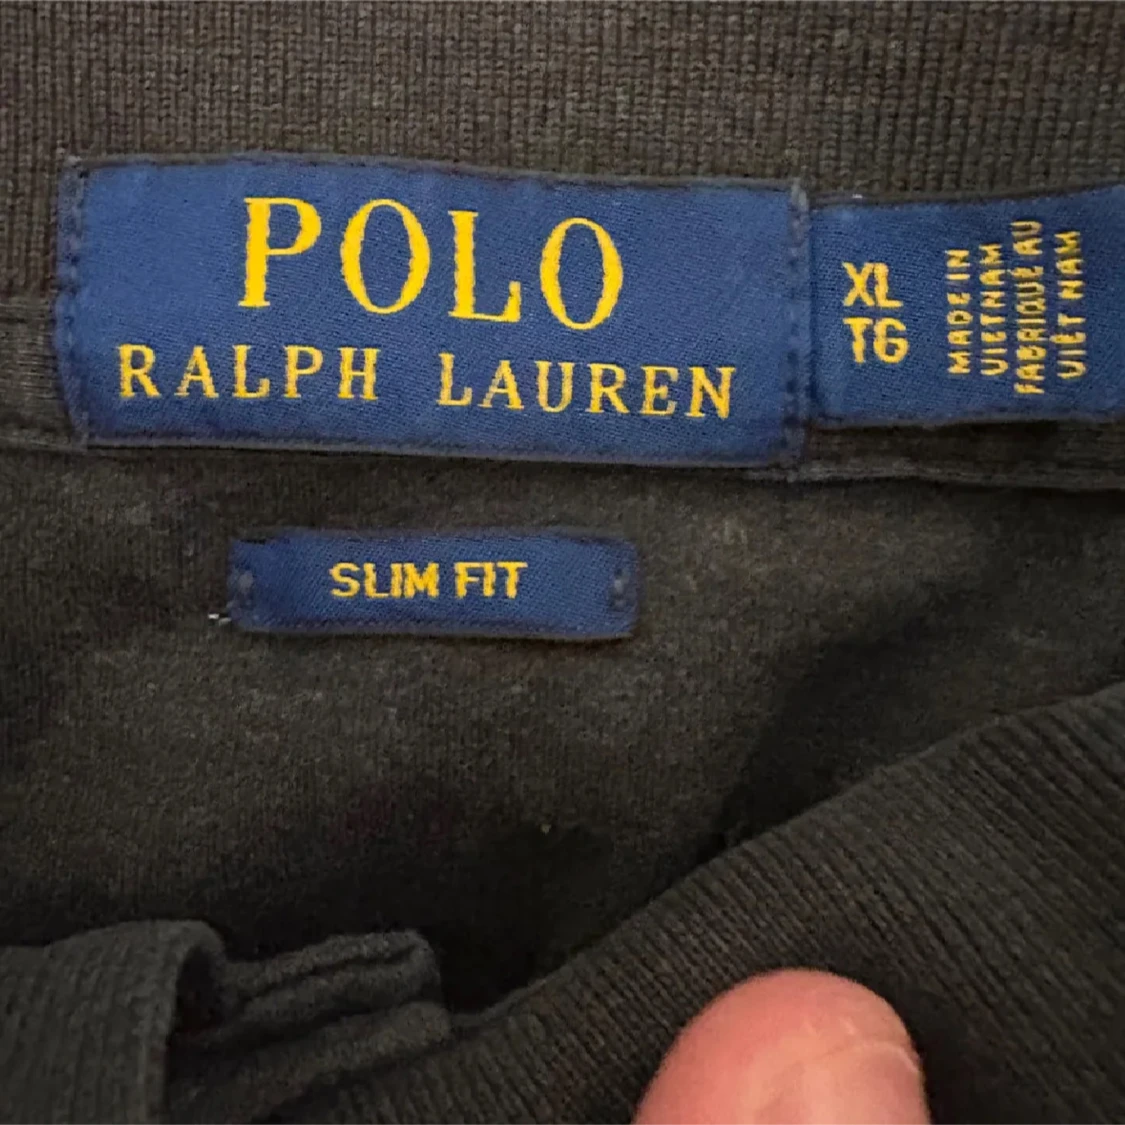 POLO
RALPH LAUREN
XL
TG
MADE IN
VIETNAM
FABRIQUÉ AU
VIÊT NAM
SLIM FIT